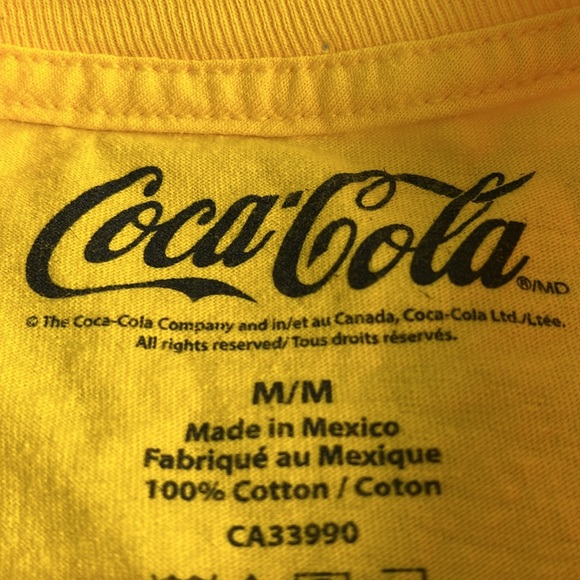 Coca-Cola
®/MD
© The Coca-Cola Company and in/et au Canada, Coca-Cola Ltd./Ltée.
All rights reserved/ Tous droits réservés.
M/M
Made in Mexico
Fabriqué au Mexique
100% Cotton / Coton
CA33990